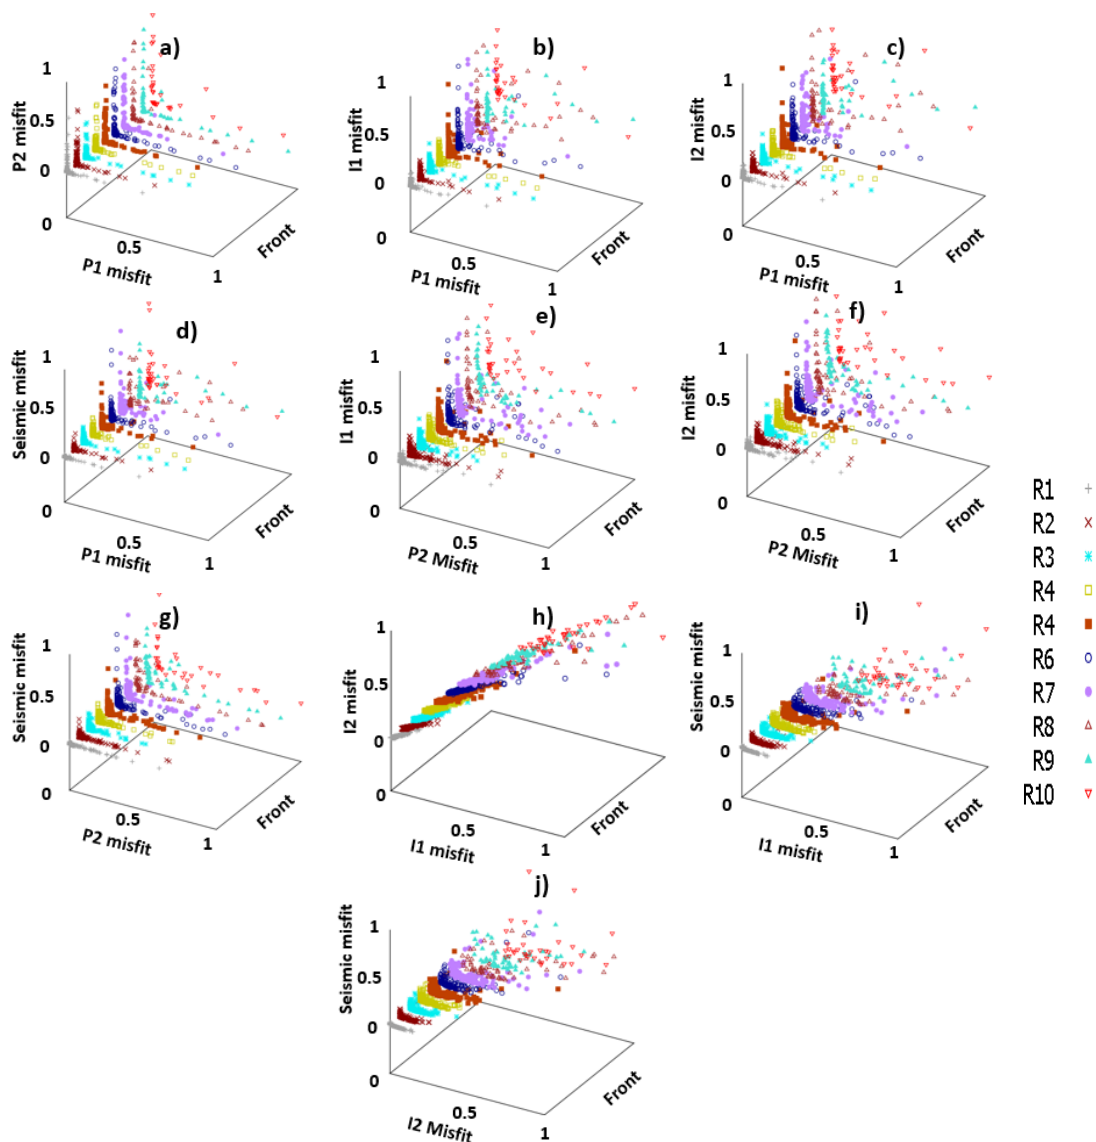 a)
P2 misfit
1
0.5
0
0
0.5
1
P1 misfit
Front
b)
I1 misfit
1
0.5
0
0
0.5
1
P1 misfit
Front
c)
I2 misfit
1
0.5
0
0
0.5
1
P1 misfit
Front
d)
Seismic misfit
1
0.5
0
0
0.5
1
P1 misfit
Front
e)
I1 misfit
1
0.5
0
0
0.5
1
P2 Misfit
Front
f)
I2 misfit
1
0.5
0
0
0.5
1
P2 Misfit
Front
R1
R2
R3
R4
R4
R6
R7
R8
R9
R10
g)
Seismic misfit
1
0.5
0
0
0.5
1
P2 misfit
Front
h)
I2 misfit
1
0.5
0
0
0.5
1
I1 misfit
Front
i)
Seismic misfit
1
0.5
0
0
0.5
1
I1 misfit
Front
j)
Seismic misfit
1
0.5
0
0
0.5
1
I2 Misfit
Front